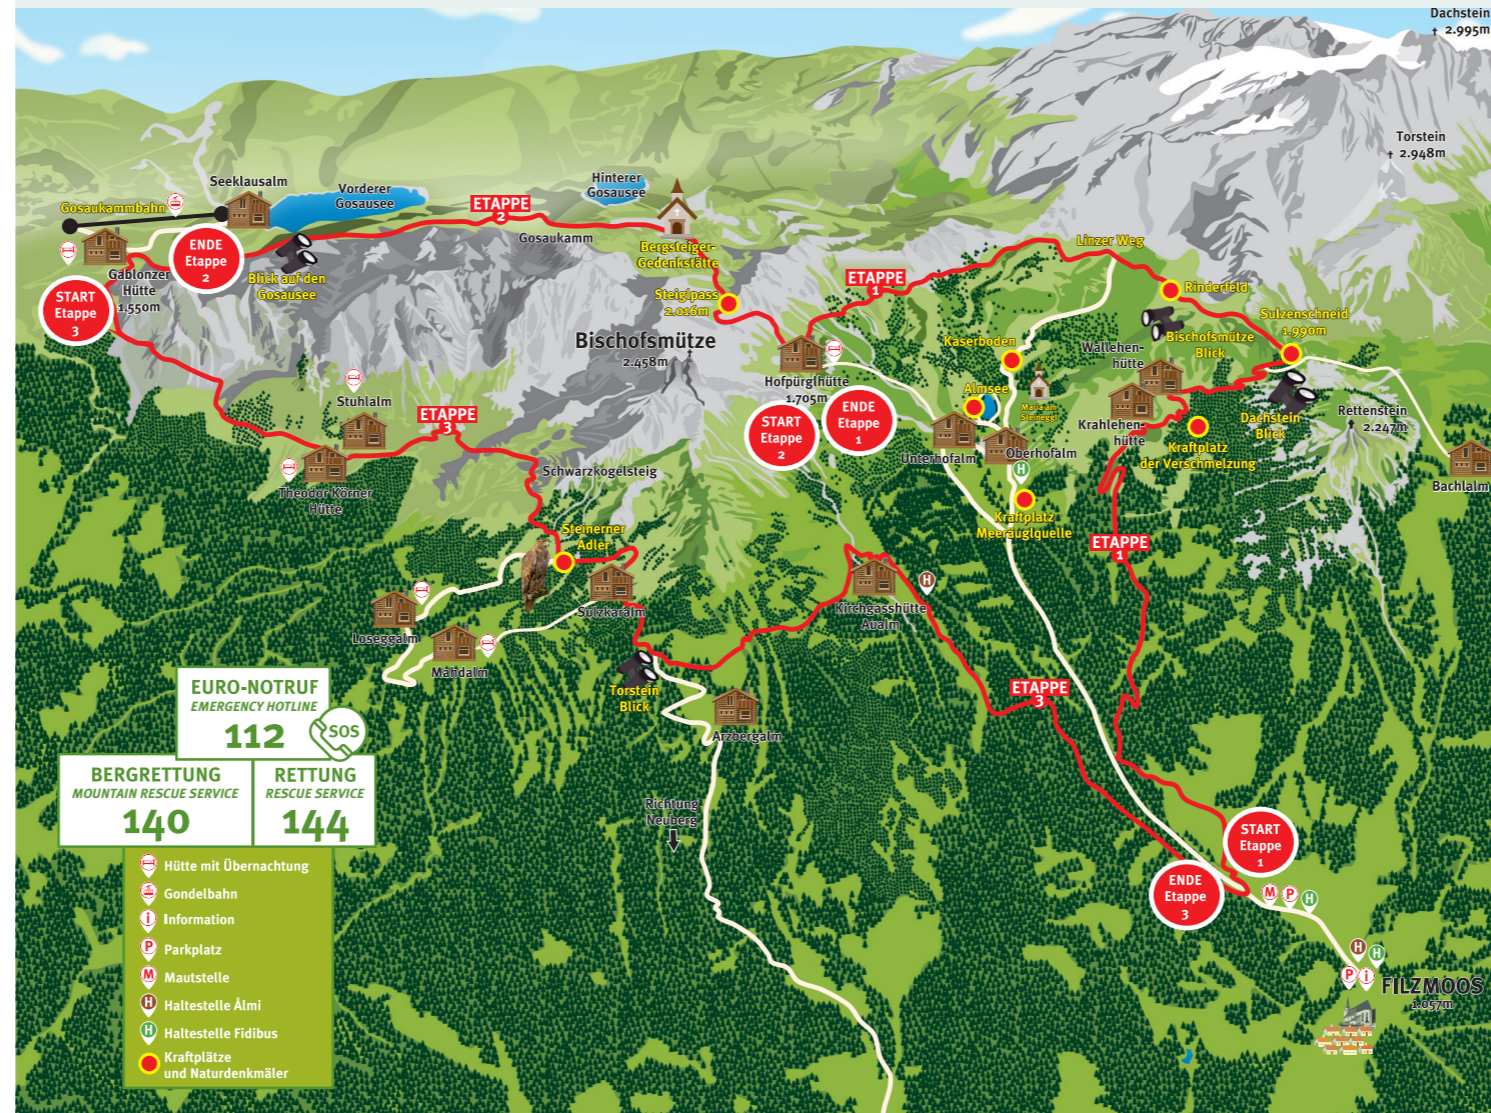 Dachstein
† 2.995m
Torstein
† 2.948m
Seeklausalm
Vorderer
Gosausee
Hinterer
Gosausee
Gosaukammbahn
ETAPPE
2
Gosaukamm
Bergsteiger-
Gedenkstätte
Linzer Weg
ENDE
Etappe
2
Gablonzer
Hütte
1.550m
Blick auf den
Gosausee
START
Etappe
3
Steiglpass
2.016m
ETAPPE
1
Rinderfeld
Sulzenschneid
1.990m
Bischofsmütze
2.458m
Kaserboden
Wallehen-
hütte
Bischofsmütze
Blick
Hofpürglhütte
1.705m
Almsee
Maria am
Steinegel
Stuhlalm
ETAPPE
3
START
Etappe
2
ENDE
Etappe
1
Krahlehen-
hütte
Dachstein
Blick
Rettenstein
2.247m
Unterhofalm
Oberhofalm
H
Kraftplatz
der Verschmelzung
Bachlalm
Theodor Körner
Hütte
Schwarzkogelsteig
Kraftplatz
Meeräuglquelle
Steinerner
Adler
ETAPPE
1
Sulzkaralm
Kirchgasshütte
Aualm
H
Loseggalm
Mahdalm
Torstein
Blick
ETAPPE
3
Arzbergalm
EURO-NOTRUF
EMERGENCY HOTLINE
112
SOS
BERGRETTUNG
MOUNTAIN RESCUE SERVICE
140
RETTUNG
RESCUE SERVICE
144
Richtung
Neuberg
START
Etappe
1
ENDE
Etappe
3
M P H
H H
P i
FILZMOOS
1.057m
Hütte mit Übernachtung
Gondelbahn
i Information
P Parkplatz
M Mautstelle
H Haltestelle Älmi
H Haltestelle Fidibus
Kraftplätze
und Naturdenkmäler